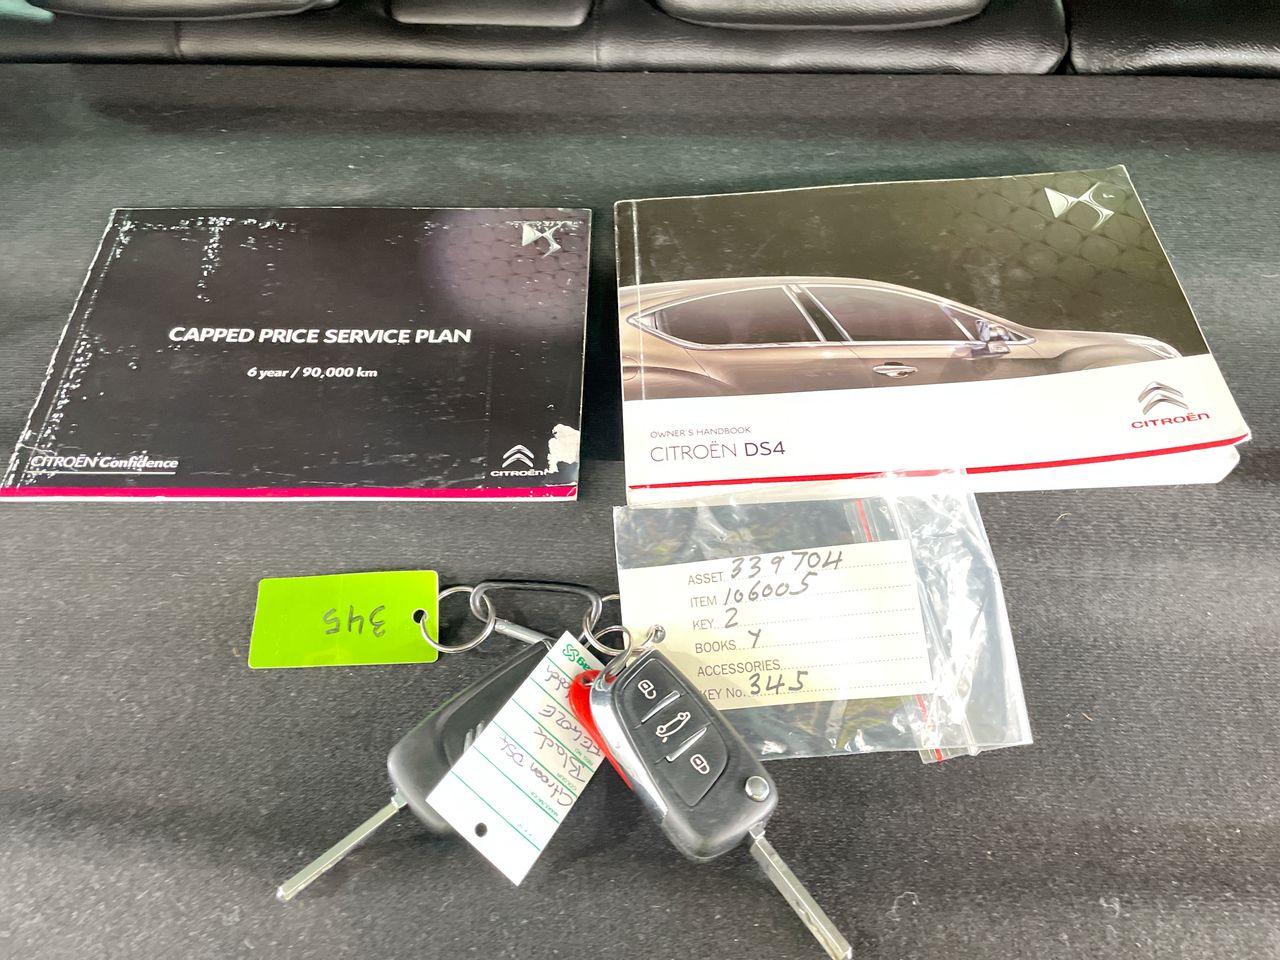 CAPPED PRICE SERVICE PLAN
6 year / 90,000 km
CITROËN Confidence
CITROËN
OWNER'S HANDBOOK
CITROËN DS4
CITROËN
ASSET 339704
ITEM 106005
KEY 2
BOOKS Y
ACCESSORIES
KEY No. 345
345
Black
COLOUR
Citroen DS4